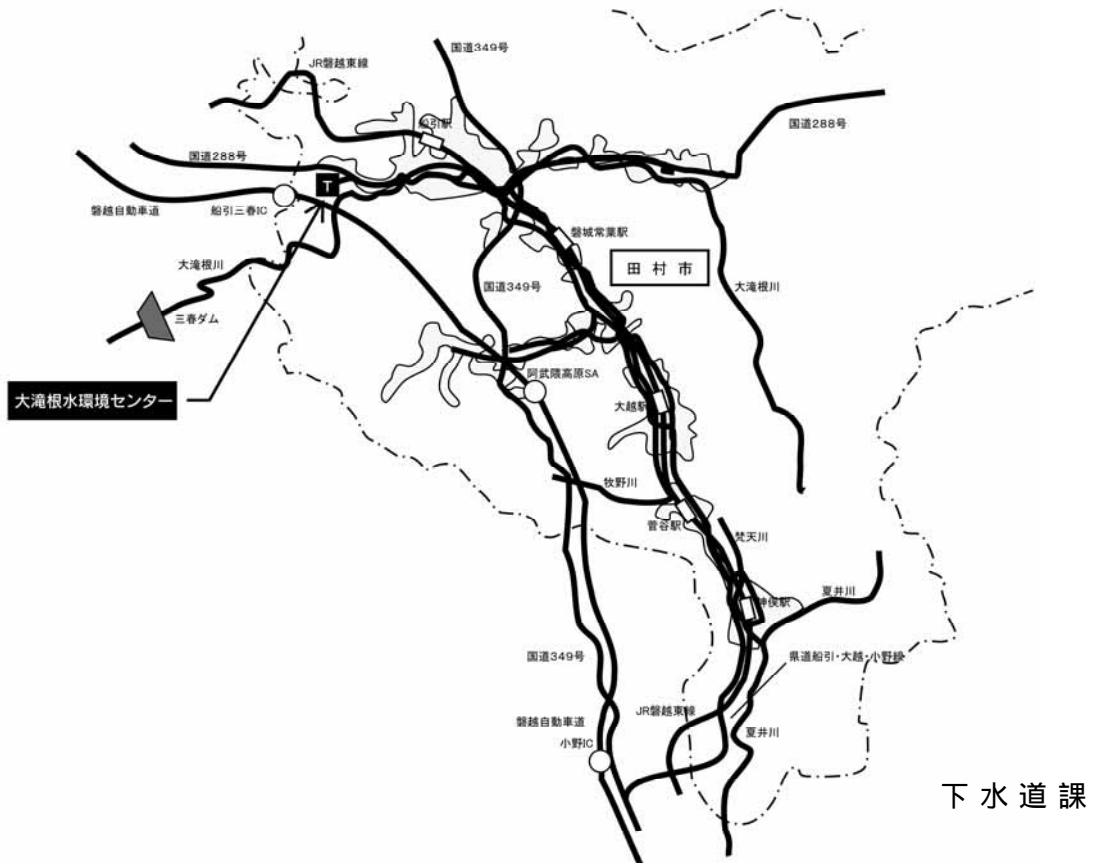 国道349号
JR磐越東線
船引駅
国道288号
国道288号
T
磐越自動車道
船引三春IC
磐城常葉駅
田村市
大滝根川
国道349号
大滝根川
三春ダム
阿武隈高原SA
大滝根水環境センター
大越駅
牧野川
菅谷駅
梵天川
神俣駅
夏井川
国道349号
県道船引・大越・小野線
JR磐越東線
磐越自動車道
夏井川
小野IC
下水道課